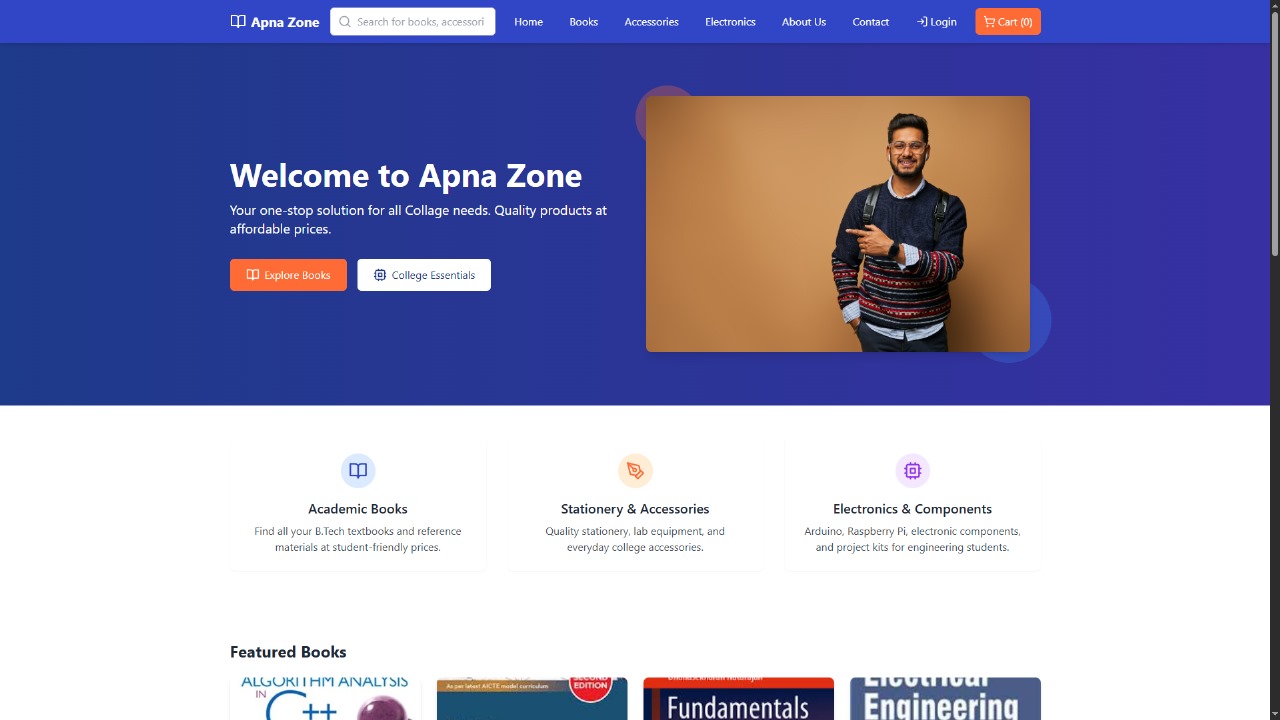 Apna Zone
Search for books, accessori
Home
Books
Accessories
Electronics
About Us
Contact
Login
Cart (0)
Welcome to Apna Zone
Your one-stop solution for all Collage needs. Quality products at
affordable prices.
Explore Books
College Essentials
Academic Books
Find all your B.Tech textbooks and reference
materials at student-friendly prices.
Stationery & Accessories
Quality stationery, lab equipment, and
everyday college accessories.
Electronics & Components
Arduino, Raspberry Pi, electronic components,
and project kits for engineering students.
Featured Books
ALGORITHM ANALYSIS
IN
C++
As per latest AICTE model curriculum
SECOND
EDITION
Fundamentals
Electrical
Engineering